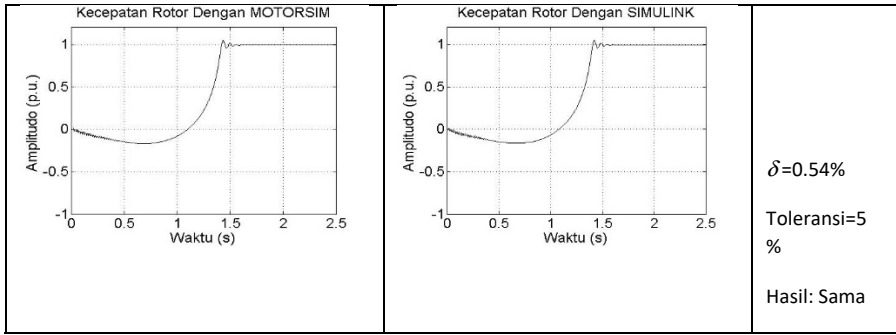 Kecepatan Rotor Dengan MOTORSIM
1
0.5
0
-0.5
-1
Amplitudo (p.u.)
0 0.5 1 1.5 2 2.5
Waktu (s)
Kecepatan Rotor Dengan SIMULINK
1
0.5
0
-0.5
-1
Amplitudo (p.u.)
0 0.5 1 1.5 2 2.5
Waktu (s)
δ=0.54%
Toleransi=5
%
Hasil: Sama